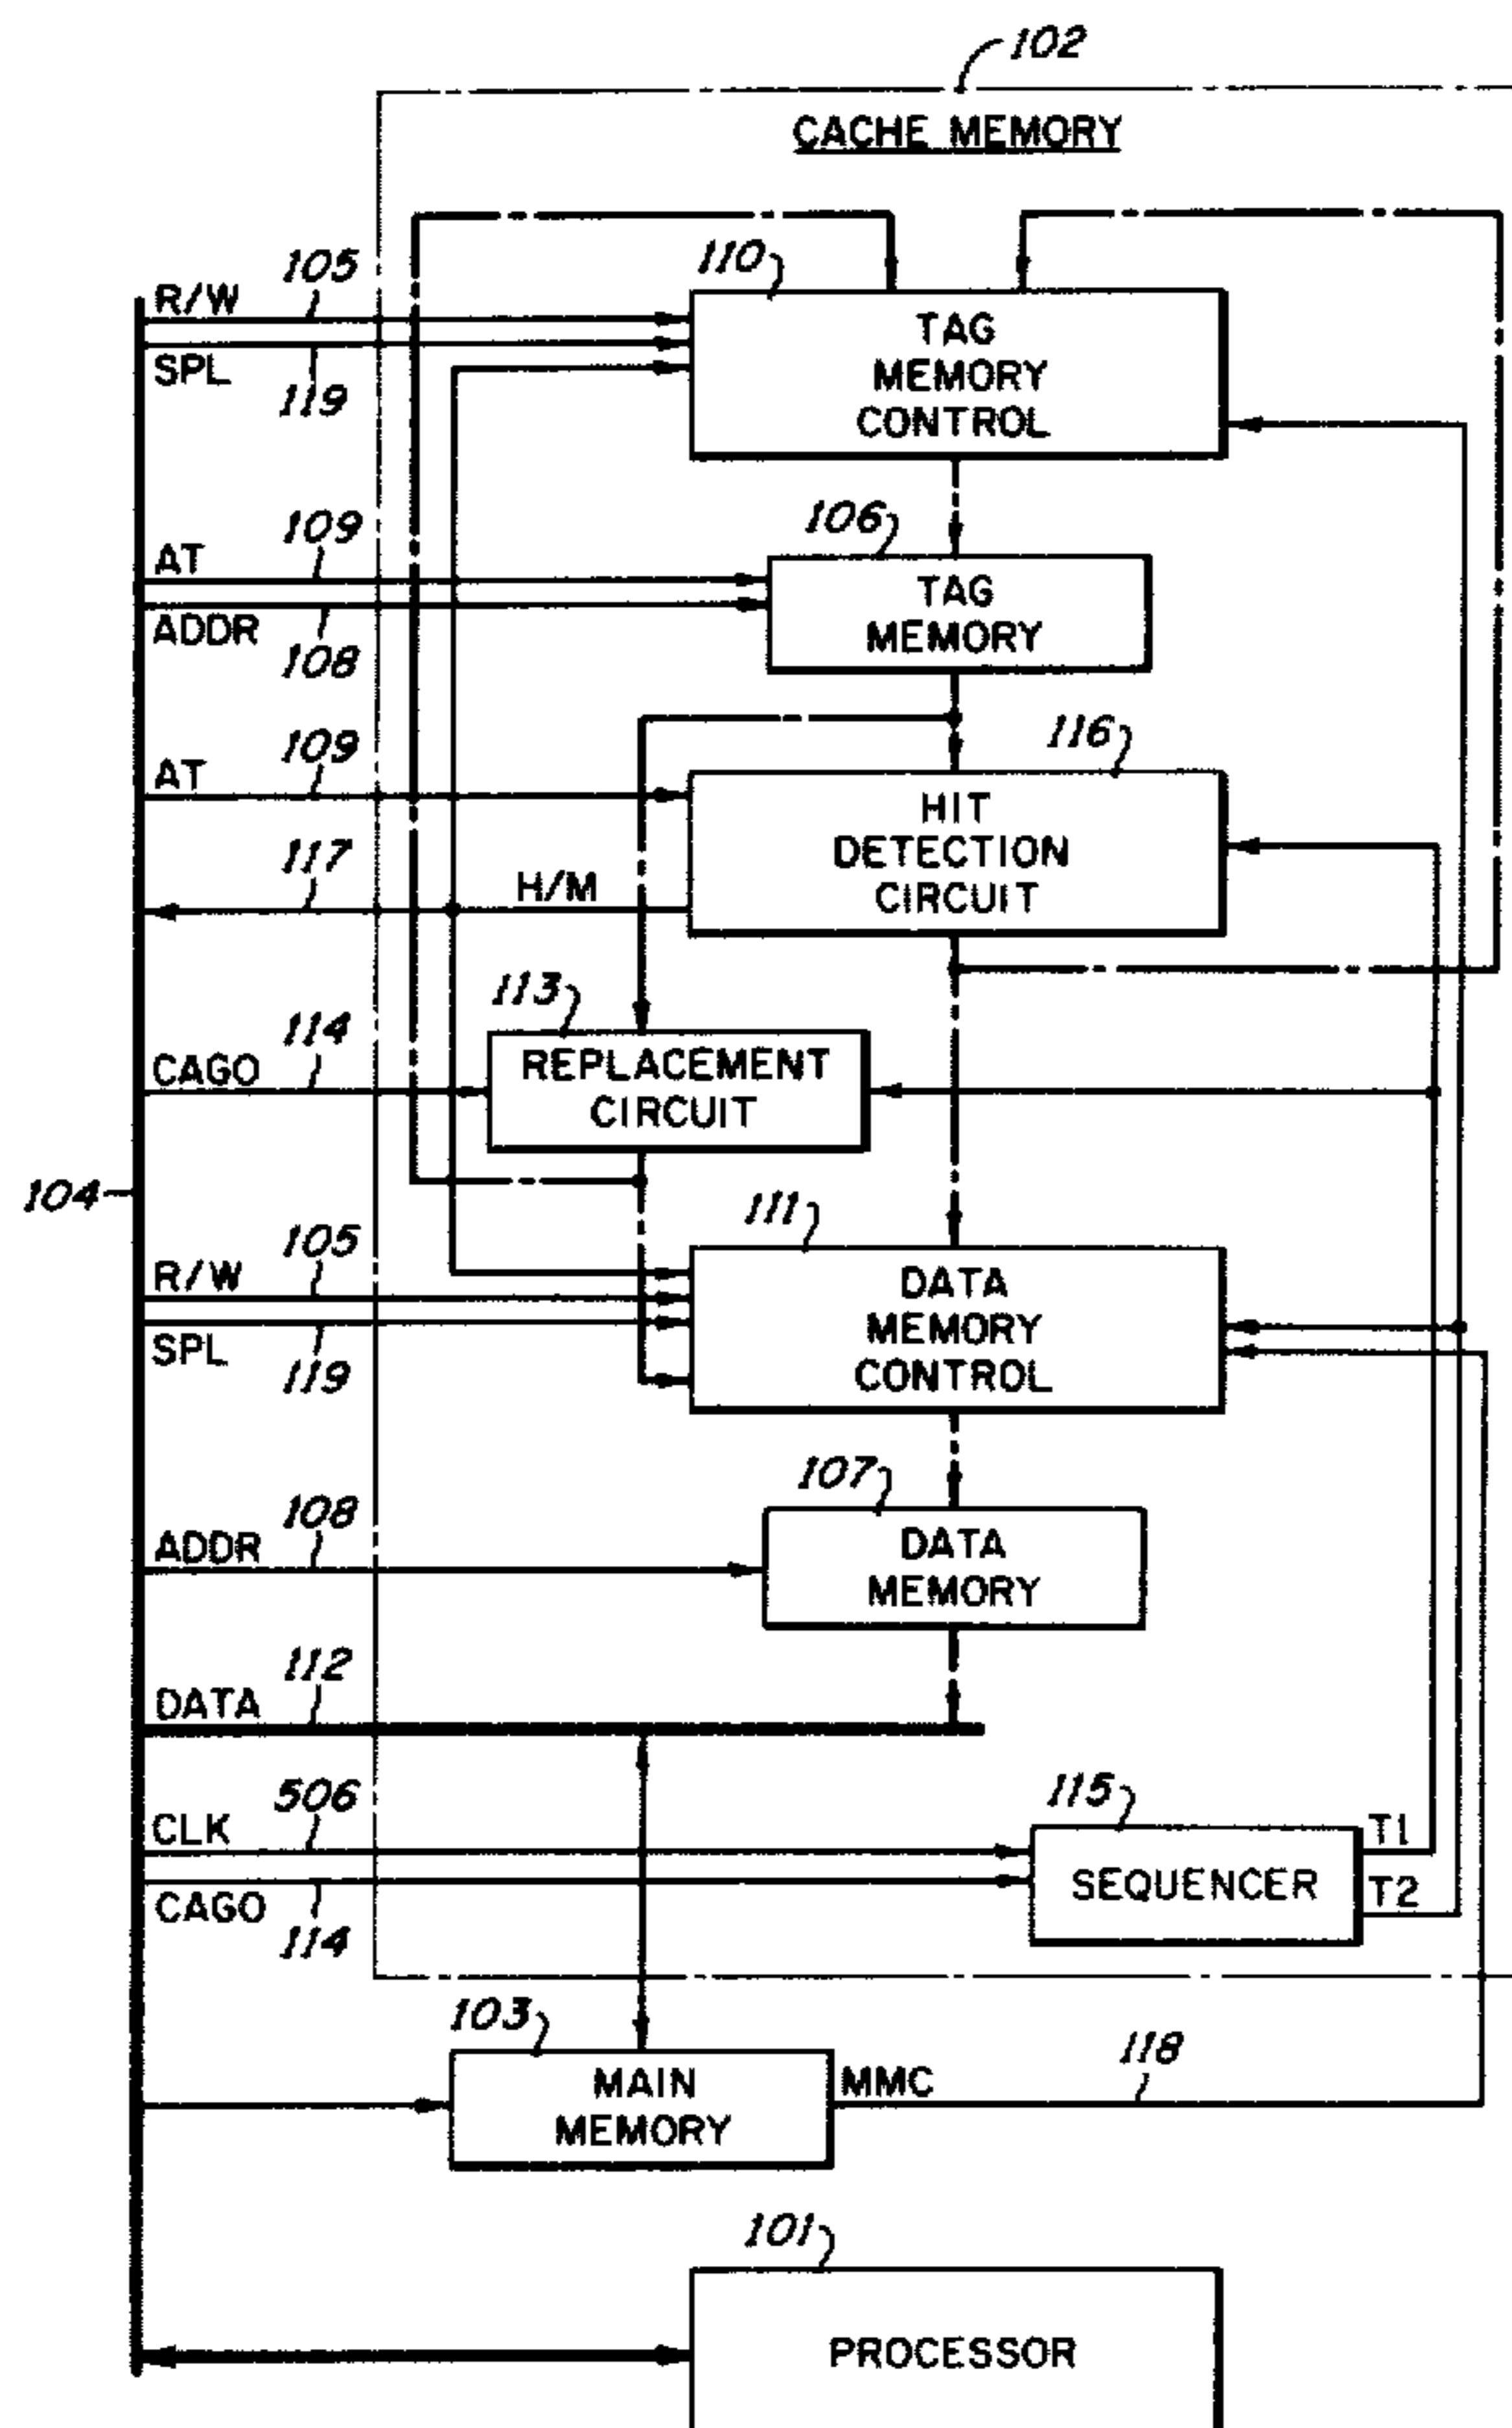 102
CACHE MEMORY
110
105
R/W
TAG
MEMORY
CONTROL
SPL
119
109
106
AT
TAG
MEMORY
ADDR
108
109
116
AT
HIT
DETECTION
CIRCUIT
117
H/M
113
114
CAGO
REPLACEMENT
CIRCUIT
104
111
105
R/W
DATA
MEMORY
CONTROL
SPL
119
107
108
ADDR
DATA
MEMORY
112
DATA
506
115
CLK
T1
SEQUENCER
T2
CAGO
114
103
118
MAIN
MEMORY
MMC
101
PROCESSOR